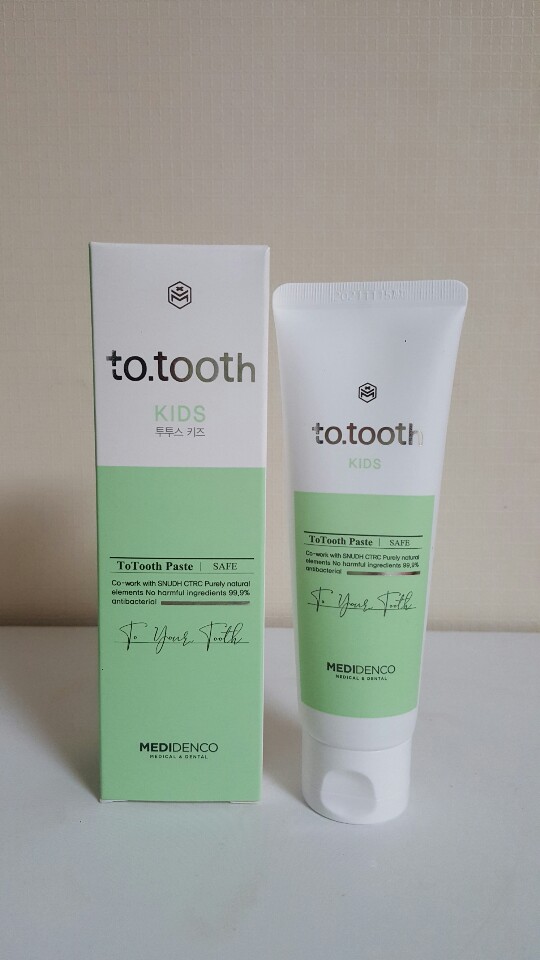 to.tooth
KIDS
투투스 키즈
ToTooth Paste | SAFE
Co-work with SNUDH CTRC Purely natural
elements No harmful ingredients 99,9%
antibacterial
To Your Tooth
MEDIDENCO
MEDICAL & DENTAL
to.tooth
KIDS
ToTooth Paste | SAFE
Co-work with SNUDH CTRC Purely natural
elements No harmful ingredients 99,9%
antibacterial
To Your Tooth
MEDIDENCO
MEDICAL & DENTAL